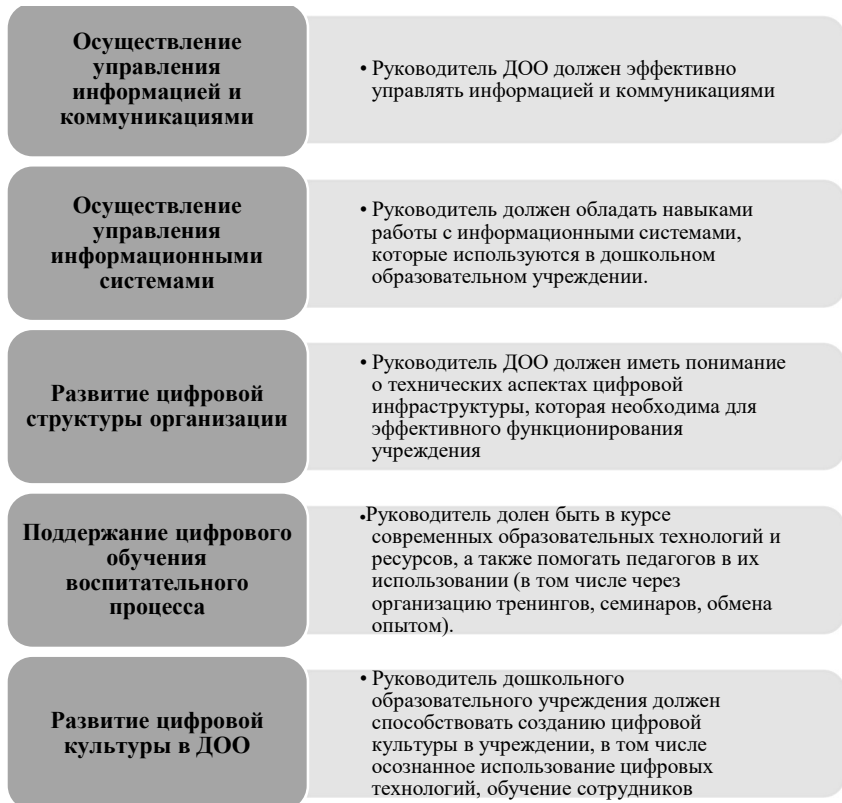 Осуществление
управления
информацией и
коммуникациями
• Руководитель ДОО должен эффективно
управлять информацией и коммуникациями
Осуществление
управления
информационными
системами
• Руководитель должен обладать навыками
работы с информационными системами,
которые используются в дошкольном
образовательном учреждении.
Развитие цифровой
структуры организации
• Руководитель ДОО должен иметь понимание
о технических аспектах цифровой
инфраструктуры, которая необходима для
эффективного функционирования
учреждения
Поддержание цифрового
обучения
воспитательного
процесса
•Руководитель долен быть в курсе
современных образовательных технологий и
ресурсов, а также помогать педагогов в их
использовании (в том числе через
организацию тренингов, семинаров, обмена
опытом).
Развитие цифровой
культуры в ДОО
• Руководитель дошкольного
образовательного учреждения должен
способствовать созданию цифровой
культуры в учреждении, в том числе
осознанное использование цифровых
технологий, обучение сотрудников